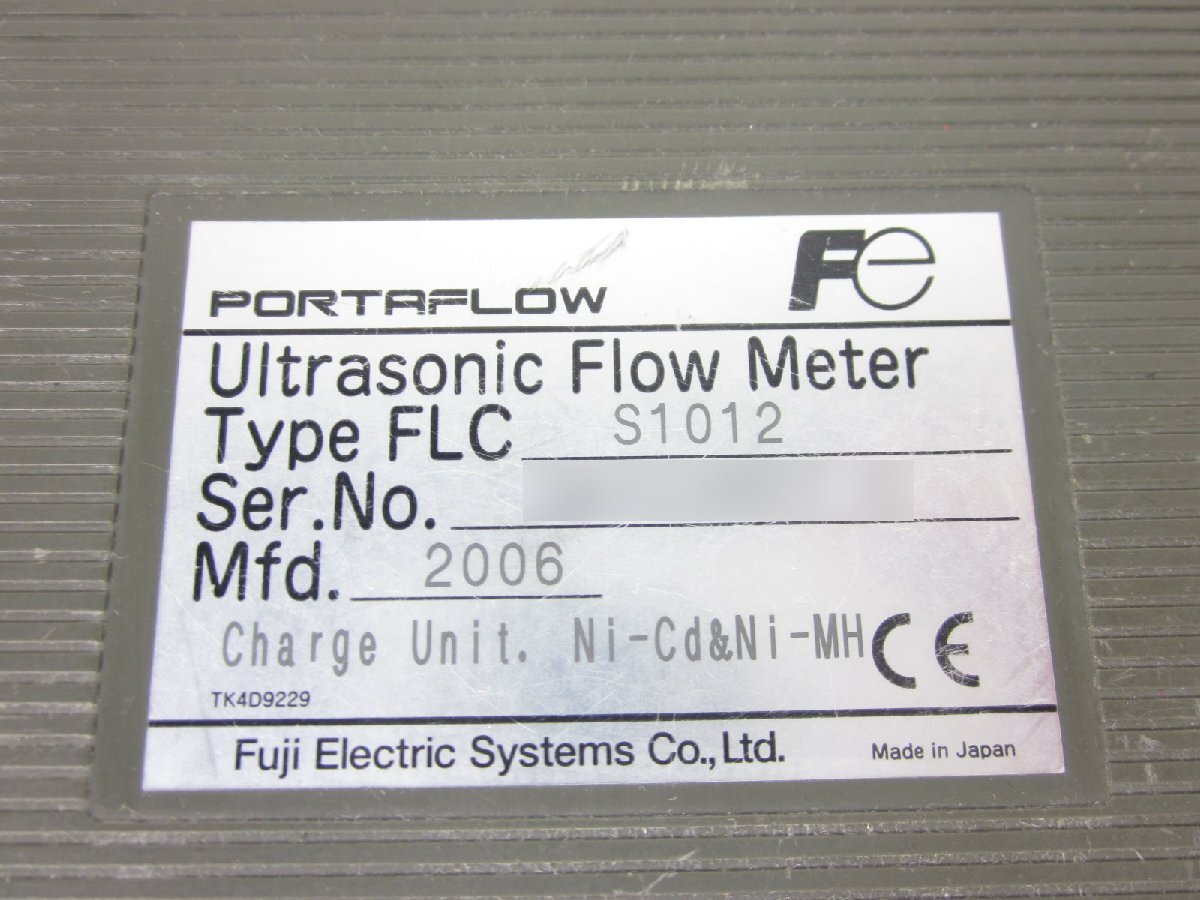 PORTAFLOW Fe
Ultrasonic Flow Meter
Type FLC S1012
Ser.No.
Mfd. 2006
Charge Unit. Ni-Cd&Ni-MH CE
TK4D9229
Fuji Electric Systems Co.,Ltd. Made in Japan